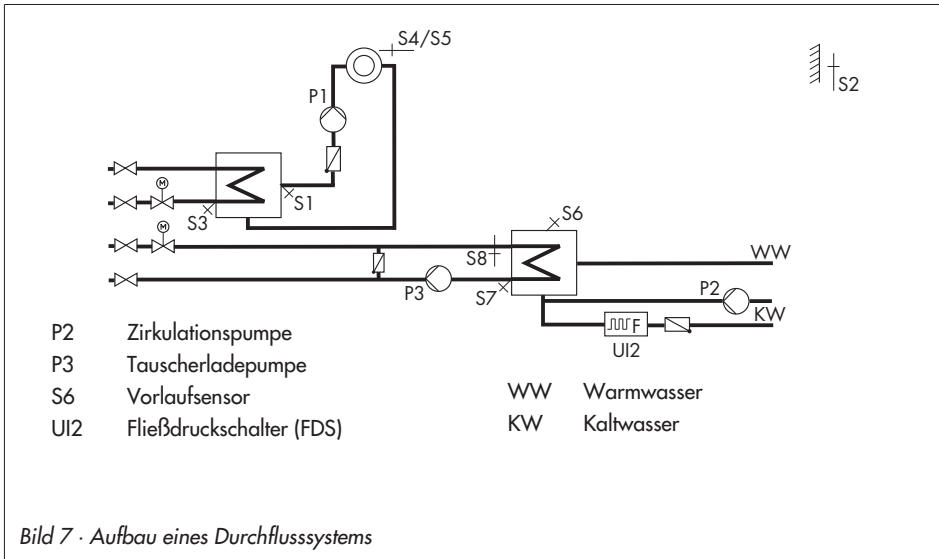 S4/S5
S2
P1
M
S1
S3
M
S6
S8
WW
P3
S7
P2
KW
F
UI2
P2 Zirkulationspumpe
P3 Tauscherladepumpe
S6 Vorlaufsensor
UI2 Fließdruckschalter (FDS)
WW Warmwasser
KW Kaltwasser
Bild 7 · Aufbau eines Durchflusssystems